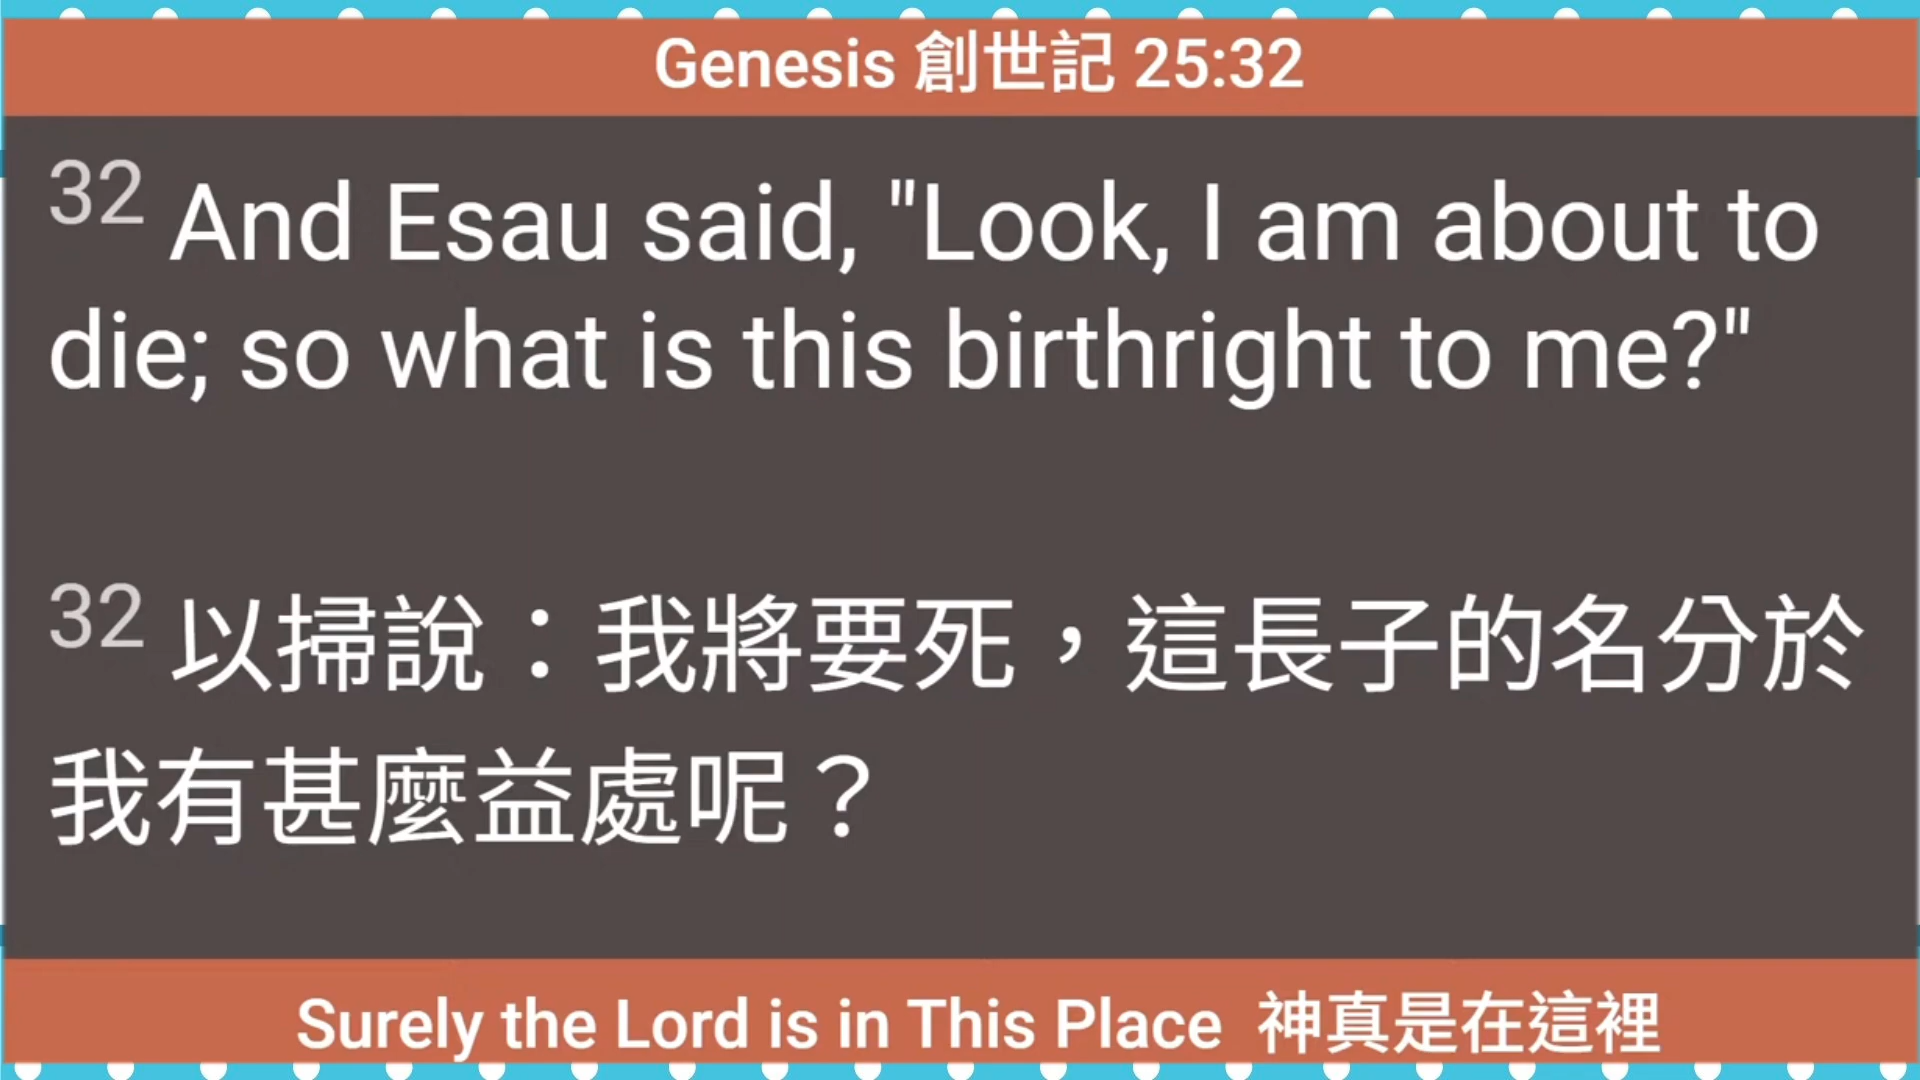 Genesis 創世記 25:32
32 And Esau said, "Look, I am about to
die; so what is this birthright to me?"
32 以掃說：我將要死，這長子的名分於
我有甚麼益處呢？
Surely the Lord is in This Place 神真是在這裡